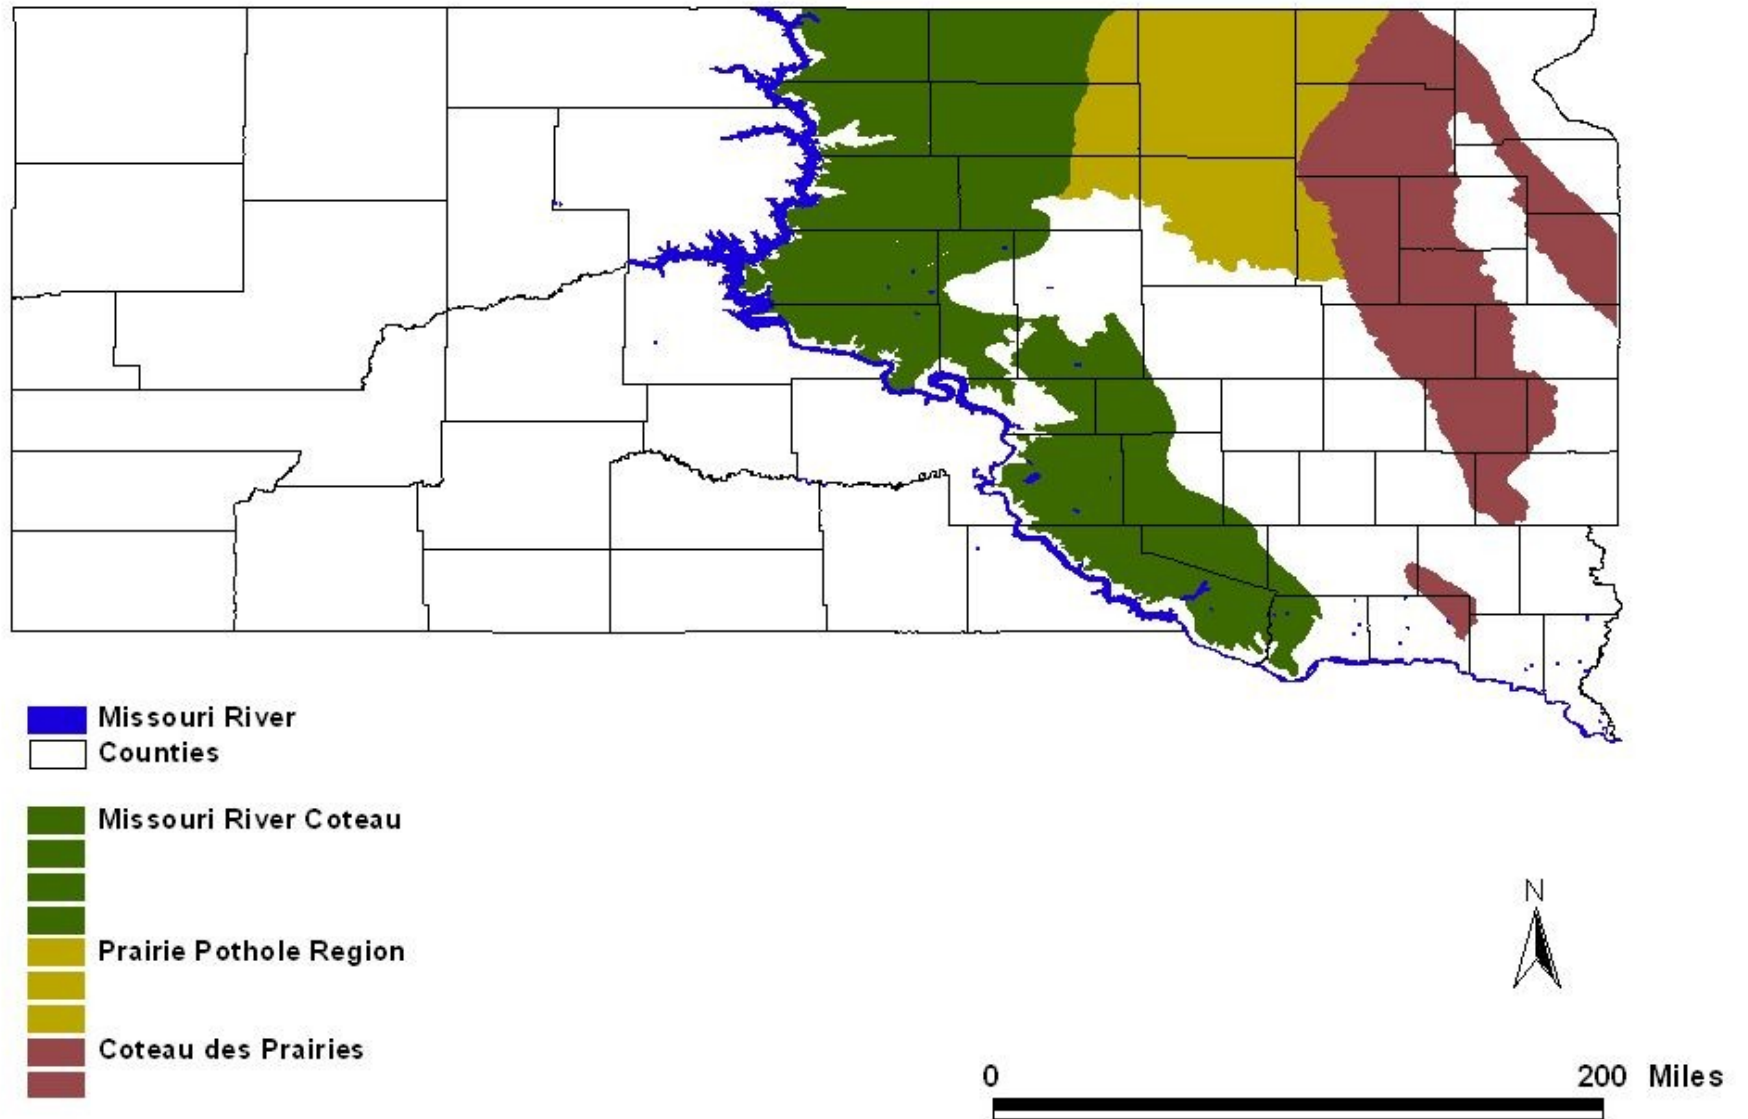 Missouri River
Counties
Missouri River Coteau
Prairie Pothole Region
Coteau des Prairies
N
0 200 Miles